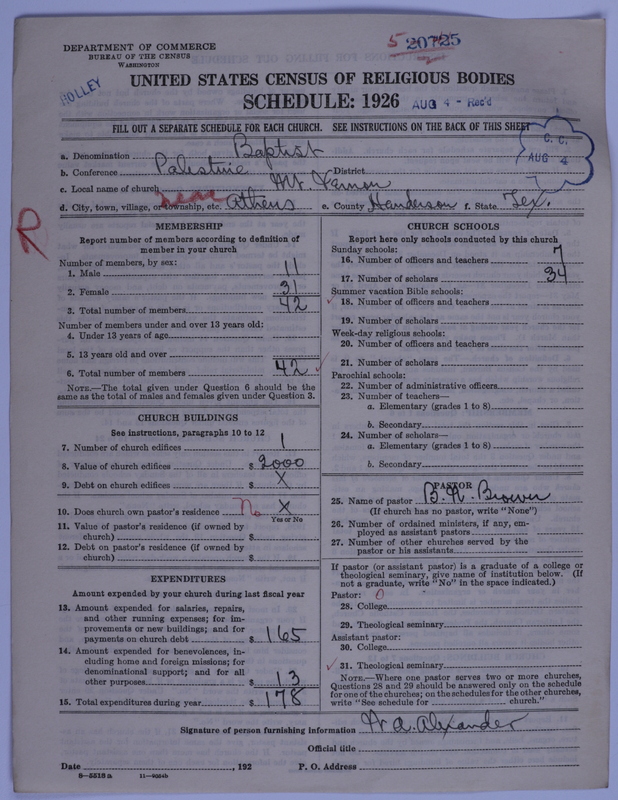 5 20725
DEPARTMENT OF COMMERCE
BUREAU OF THE CENSUS
WASHINGTON
HOLLEY
UNITED STATES CENSUS OF RELIGIOUS BODIES
SCHEDULE: 1926 AUG 4 - Rec'd
FILL OUT A SEPARATE SCHEDULE FOR EACH CHURCH. SEE INSTRUCTIONS ON THE BACK OF THIS SHEET
C. C.
AUG 4
a. Denomination Baptist
b. Conference Palestine District
c. Local name of church Mt. Varnon
d. City, town, village, or township, etc. near Athens e. County Handerson f. State Tex.
R
MEMBERSHIP
Report number of members according to definition of
member in your church
Number of members, by sex:
1. Male 11
2. Female 31
3. Total number of members 42
Number of members under and over 13 years old:
4. Under 13 years of age
5. 13 years old and over
6. Total number of members 42
NOTE.—The total given under Question 6 should be the
same as the total of males and females given under Question 3.
CHURCH BUILDINGS
See instructions, paragraphs 10 to 12
7. Number of church edifices 1
8. Value of church edifices $ 2000
9. Debt on church edifices $ X
10. Does church own pastor's residence No X
Yes or No
11. Value of pastor's residence (if owned by
church) $
12. Debt on pastor's residence (if owned by
church) $
EXPENDITURES
Amount expended by your church during last fiscal year
13. Amount expended for salaries, repairs,
and other running expenses; for im-
provements or new buildings; and for
payments on church debt $ 165
14. Amount expended for benevolences, in-
cluding home and foreign missions; for
denominational support; and for all
other purposes $ 13
15. Total expenditures during year $ 178
CHURCH SCHOOLS
Report here only schools conducted by this church
Sunday schools:
16. Number of officers and teachers 7
17. Number of scholars 34
Summer vacation Bible schools:
18. Number of officers and teachers
19. Number of scholars
Week-day religious schools:
20. Number of officers and teachers
21. Number of scholars
Parochial schools:
22. Number of administrative officers
23. Number of teachers—
a. Elementary (grades 1 to 8)
b. Secondary
24. Number of scholars—
a. Elementary (grades 1 to 8)
b. Secondary
PASTOR
25. Name of pastor B. R. Brown
(If church has no pastor, write "None")
26. Number of ordained ministers, if any, em-
ployed as assistant pastors
27. Number of other churches served by the
pastor or his assistants
If pastor (or assistant pastor) is a graduate of a college or
theological seminary, give name of institution below. (If
not a graduate, write "No" in the space indicated.)
Pastor: 0
28. College
29. Theological seminary
Assistant pastor:
30. College
31. Theological seminary
NOTE.—Where one pastor serves two or more churches,
Questions 28 and 29 should be answered only on the schedule
for one of the churches; on the schedules for the other churches,
write "See schedule for church."
Signature of person furnishing information W. A. Alexander
Official title
Date , 192 P. O. Address
8—5518a 11—9054b